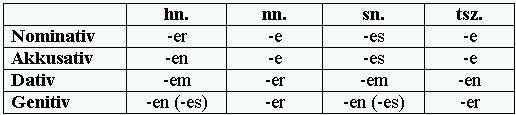 hn. nn. sn. tsz.
Nominativ -er -e -es -e
Akkusativ -en -e -es -e
Dativ -em -er -em -en
Genitiv -en (-es) -er -en (-es) -er